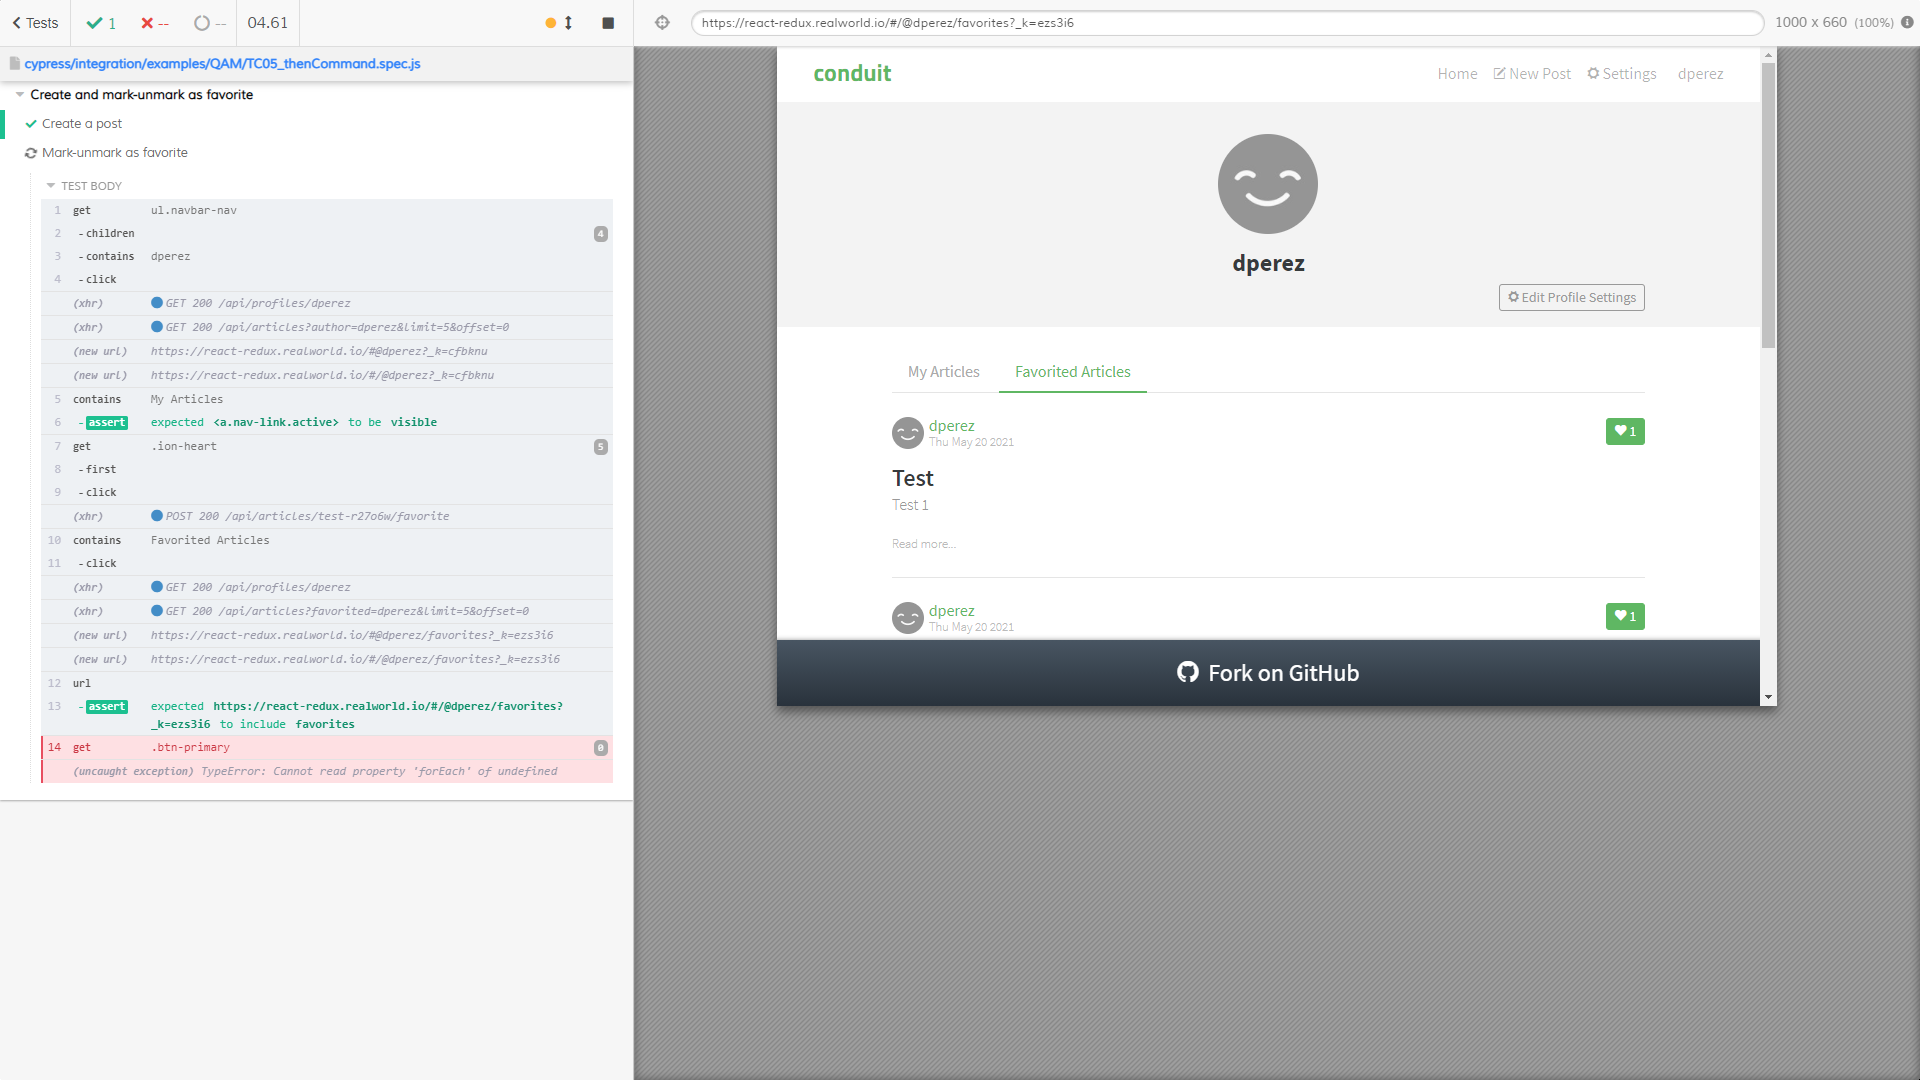 Tests
1
--
--
04.61
https://react-redux.realworld.io/#/@dperez/favorites?_k=ezs3i6
1000 x 660 (100%)
cypress/integration/examples/QAM/TC05_thenCommand.spec.js
Create and mark-unmark as favorite
Create a post
Mark-unmark as favorite
TEST BODY
1 get ul.navbar-nav
2 -children 4
3 -contains dperez
4 -click
(xhr) GET 200 /api/profiles/dperez
(xhr) GET 200 /api/articles?author=dperez&limit=5&offset=0
(new url) https://react-redux.realworld.io/#@dperez?_k=cfbknu
(new url) https://react-redux.realworld.io/#/@dperez?_k=cfbknu
5 contains My Articles
6 -assert expected <a.nav-link.active> to be visible
7 get .ion-heart 5
8 -first
9 -click
(xhr) POST 200 /api/articles/test-r27o6w/favorite
10 contains Favorited Articles
11 -click
(xhr) GET 200 /api/profiles/dperez
(xhr) GET 200 /api/articles?favorited=dperez&limit=5&offset=0
(new url) https://react-redux.realworld.io/#@dperez/favorites?_k=ezs3i6
(new url) https://react-redux.realworld.io/#/@dperez/favorites?_k=ezs3i6
12 url
13 -assert expected https://react-redux.realworld.io/#/@dperez/favorites?
_k=ezs3i6 to include favorites
14 get .btn-primary 0
(uncaught exception) TypeError: Cannot read property 'forEach' of undefined
conduit
Home New Post Settings dperez
dperez
Edit Profile Settings
My Articles Favorited Articles
dperez
Thu May 20 2021
1
Test
Test 1
Read more...
dperez
Thu May 20 2021
1
Fork on GitHub